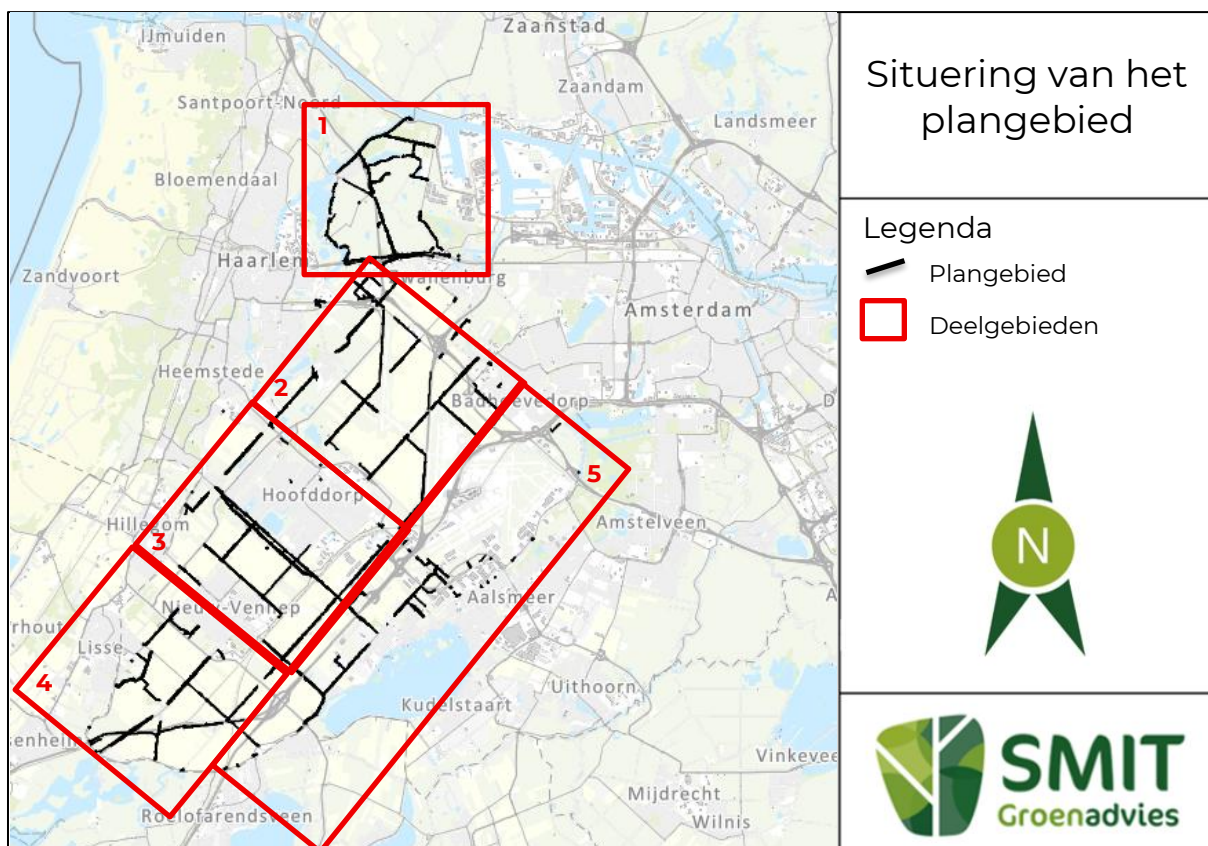 IJmuiden
Zaanstad
Zaandam
Santpoort-Noord
1
Landsmeer
Bloemendaal
Haarlem
Zwanenburg
Zandvoort
Amsterdam
Heemstede
2
Badhoevedorp
5
Hoofddorp
Hillegom
3
Amstelveen
Aalsmeer
Nieuw-Vennep
Lisse
4
Uithoorn
Kudelstaart
Vinkevee
Mijdrecht
Roelofarendsveen
Wilnis
Situering van het
plangebied
Legenda
Plangebied
Deelgebieden
N
SMIT
Groenadvies